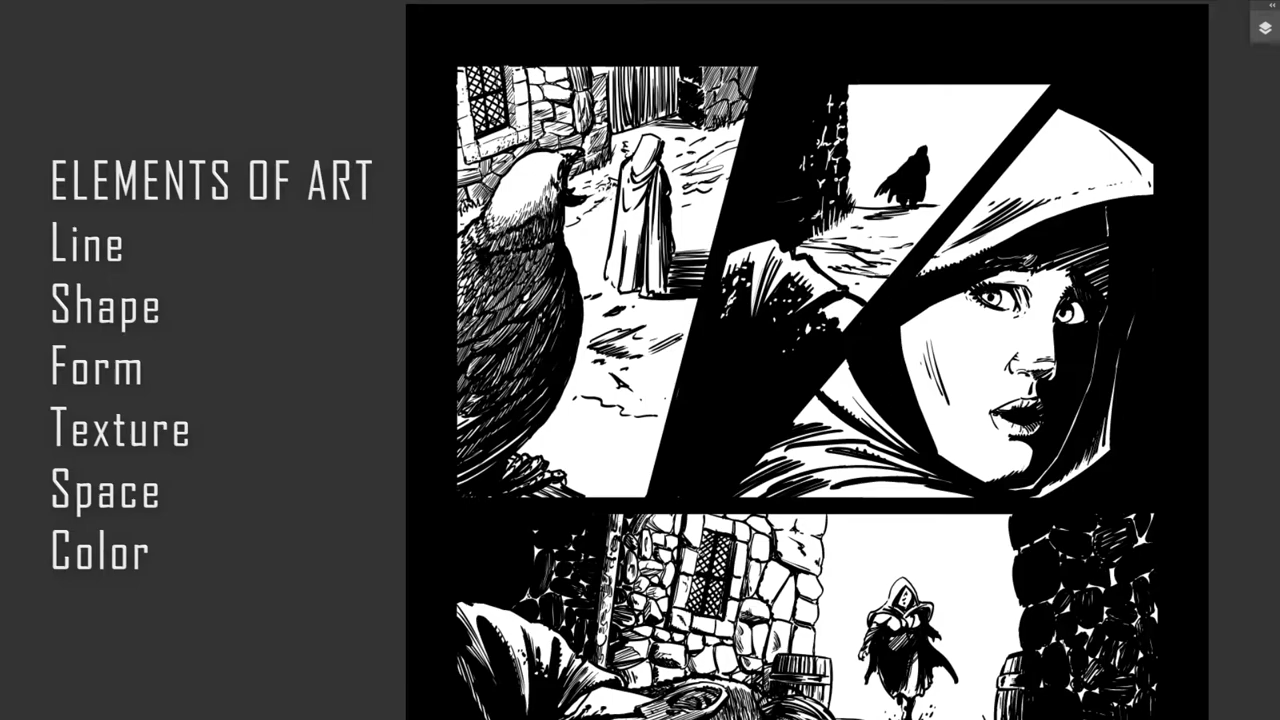 ELEMENTS OF ART
Line
Shape
Form
Texture
Space
Color